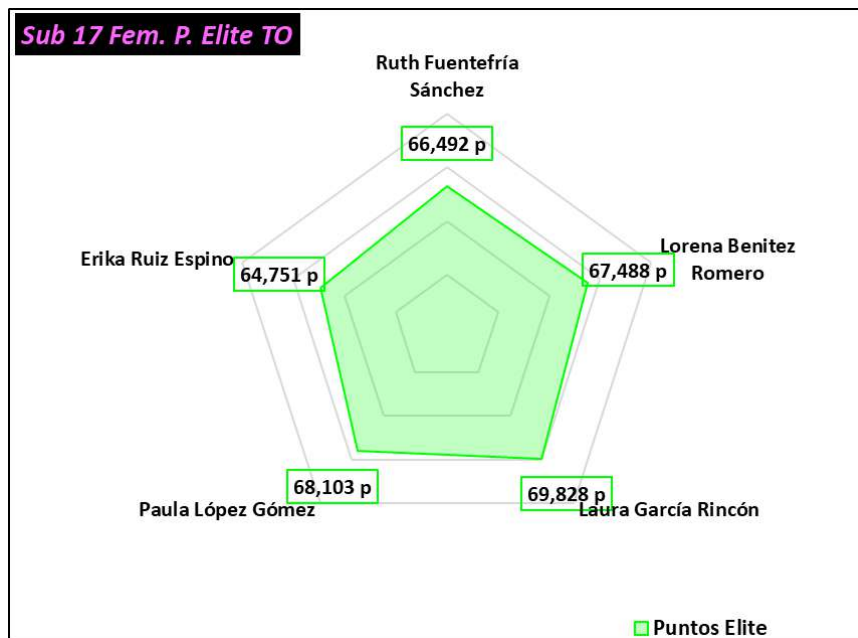 Sub 17 Fem. P. Elite TO
Ruth Fuentefría
Sánchez
66,492 p
Lorena Benitez
Romero
67,488 p
Erika Ruiz Espino
64,751 p
Paula López Gómez
68,103 p
69,828 p
Laura García Rincón
Puntos Elite